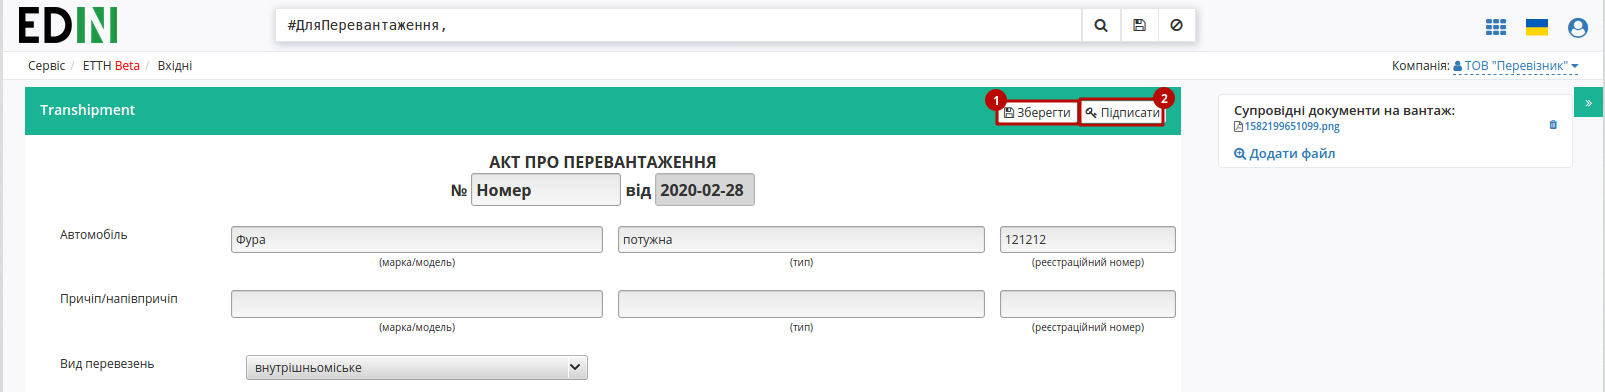 EDIN
#ДляПеревантаження,
Сервіс / ЕТТН Beta / Вхідні
Компанія: ТОВ "Перевізник"
Transhipment
1
Зберегти
2
Підписати
»
Супровідні документи на вантаж:
1582199651099.png
Додати файл
АКТ ПРО ПЕРЕВАНТАЖЕННЯ
№ Номер від 2020-02-28
Автомобіль Фура потужна 121212
(марка/модель) (тип) (реєстраційний номер)
Причіп/напівпричіп
(марка/модель) (тип) (реєстраційний номер)
Вид перевезень внутрішньоміське